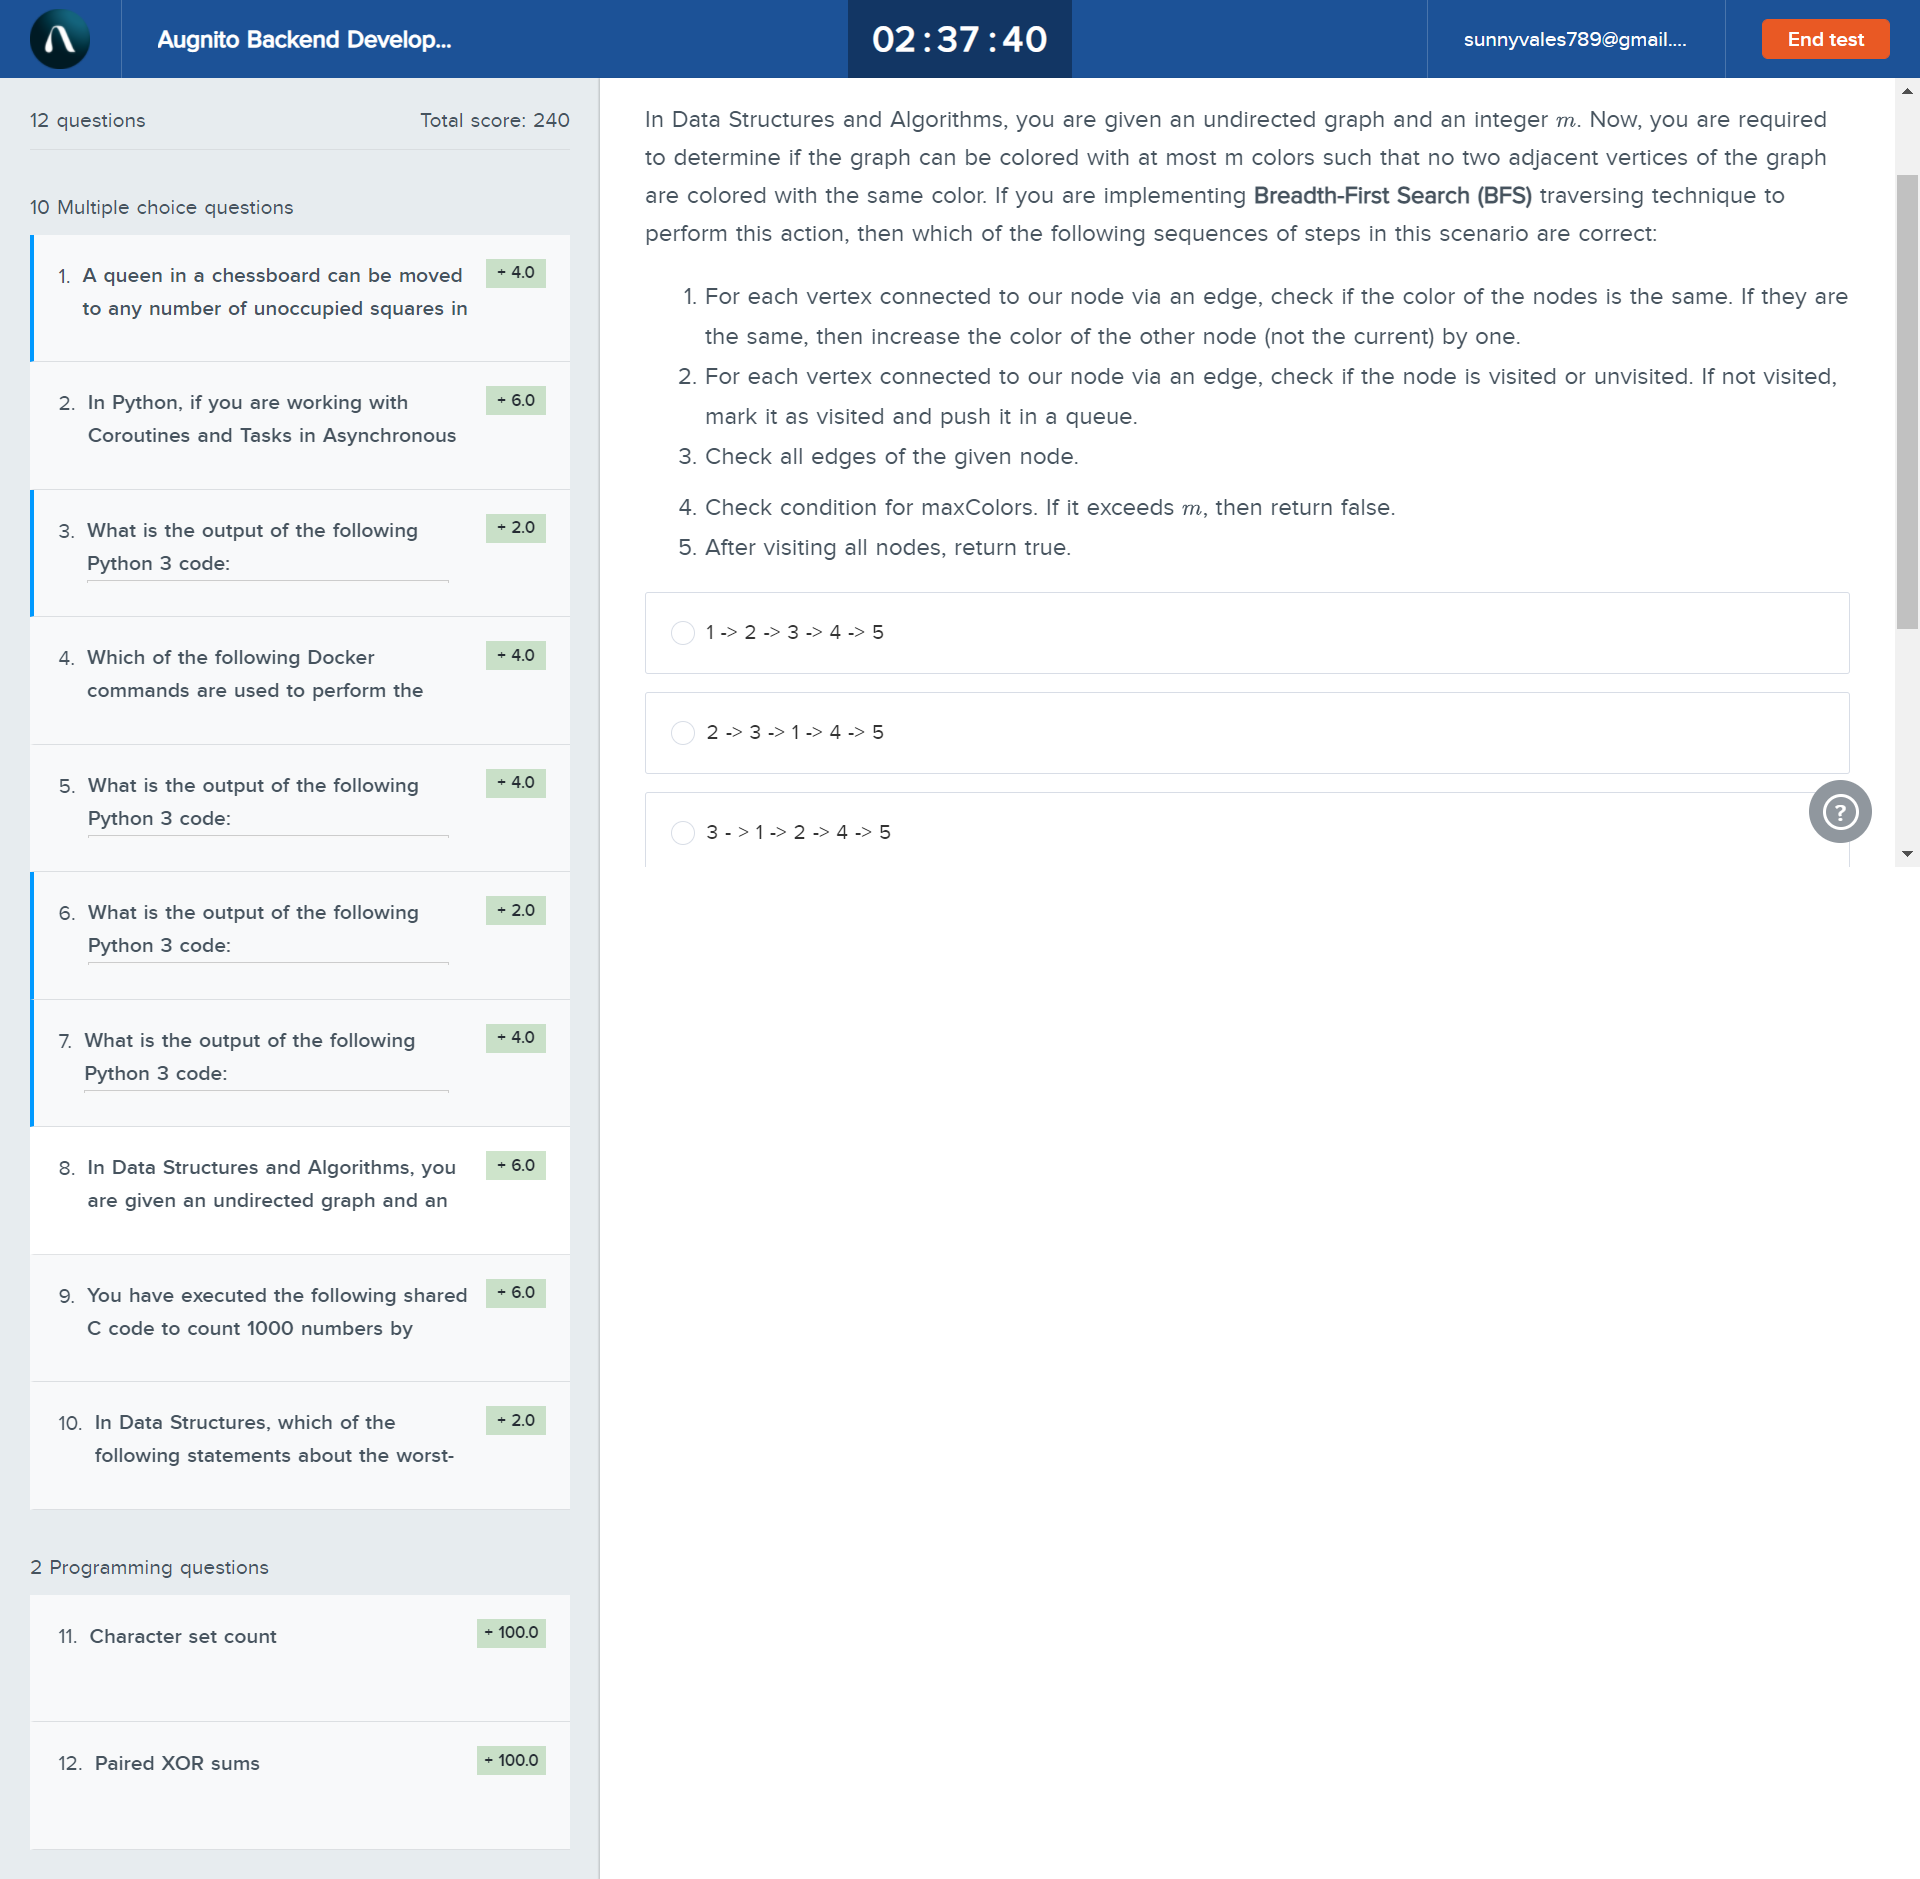 Augnito Backend Develop...
02:37:40
sunnyvales789@gmail....
End test
12 questions
Total score: 240
10 Multiple choice questions
1. A queen in a chessboard can be moved
to any number of unoccupied squares in
+ 4.0
2. In Python, if you are working with
Coroutines and Tasks in Asynchronous
+ 6.0
3. What is the output of the following
Python 3 code:
+ 2.0
4. Which of the following Docker
commands are used to perform the
+ 4.0
5. What is the output of the following
Python 3 code:
+ 4.0
6. What is the output of the following
Python 3 code:
+ 2.0
7. What is the output of the following
Python 3 code:
+ 4.0
8. In Data Structures and Algorithms, you
are given an undirected graph and an
+ 6.0
9. You have executed the following shared
C code to count 1000 numbers by
+ 6.0
10. In Data Structures, which of the
following statements about the worst-
+ 2.0
2 Programming questions
11. Character set count
+ 100.0
12. Paired XOR sums
+ 100.0
In Data Structures and Algorithms, you are given an undirected graph and an integer m. Now, you are required
to determine if the graph can be colored with at most m colors such that no two adjacent vertices of the graph
are colored with the same color. If you are implementing Breadth-First Search (BFS) traversing technique to
perform this action, then which of the following sequences of steps in this scenario are correct:
1. For each vertex connected to our node via an edge, check if the color of the nodes is the same. If they are
the same, then increase the color of the other node (not the current) by one.
2. For each vertex connected to our node via an edge, check if the node is visited or unvisited. If not visited,
mark it as visited and push it in a queue.
3. Check all edges of the given node.
4. Check condition for maxColors. If it exceeds m, then return false.
5. After visiting all nodes, return true.
1 -> 2 -> 3 -> 4 -> 5
2 -> 3 -> 1 -> 4 -> 5
3 - > 1 -> 2 -> 4 -> 5
?